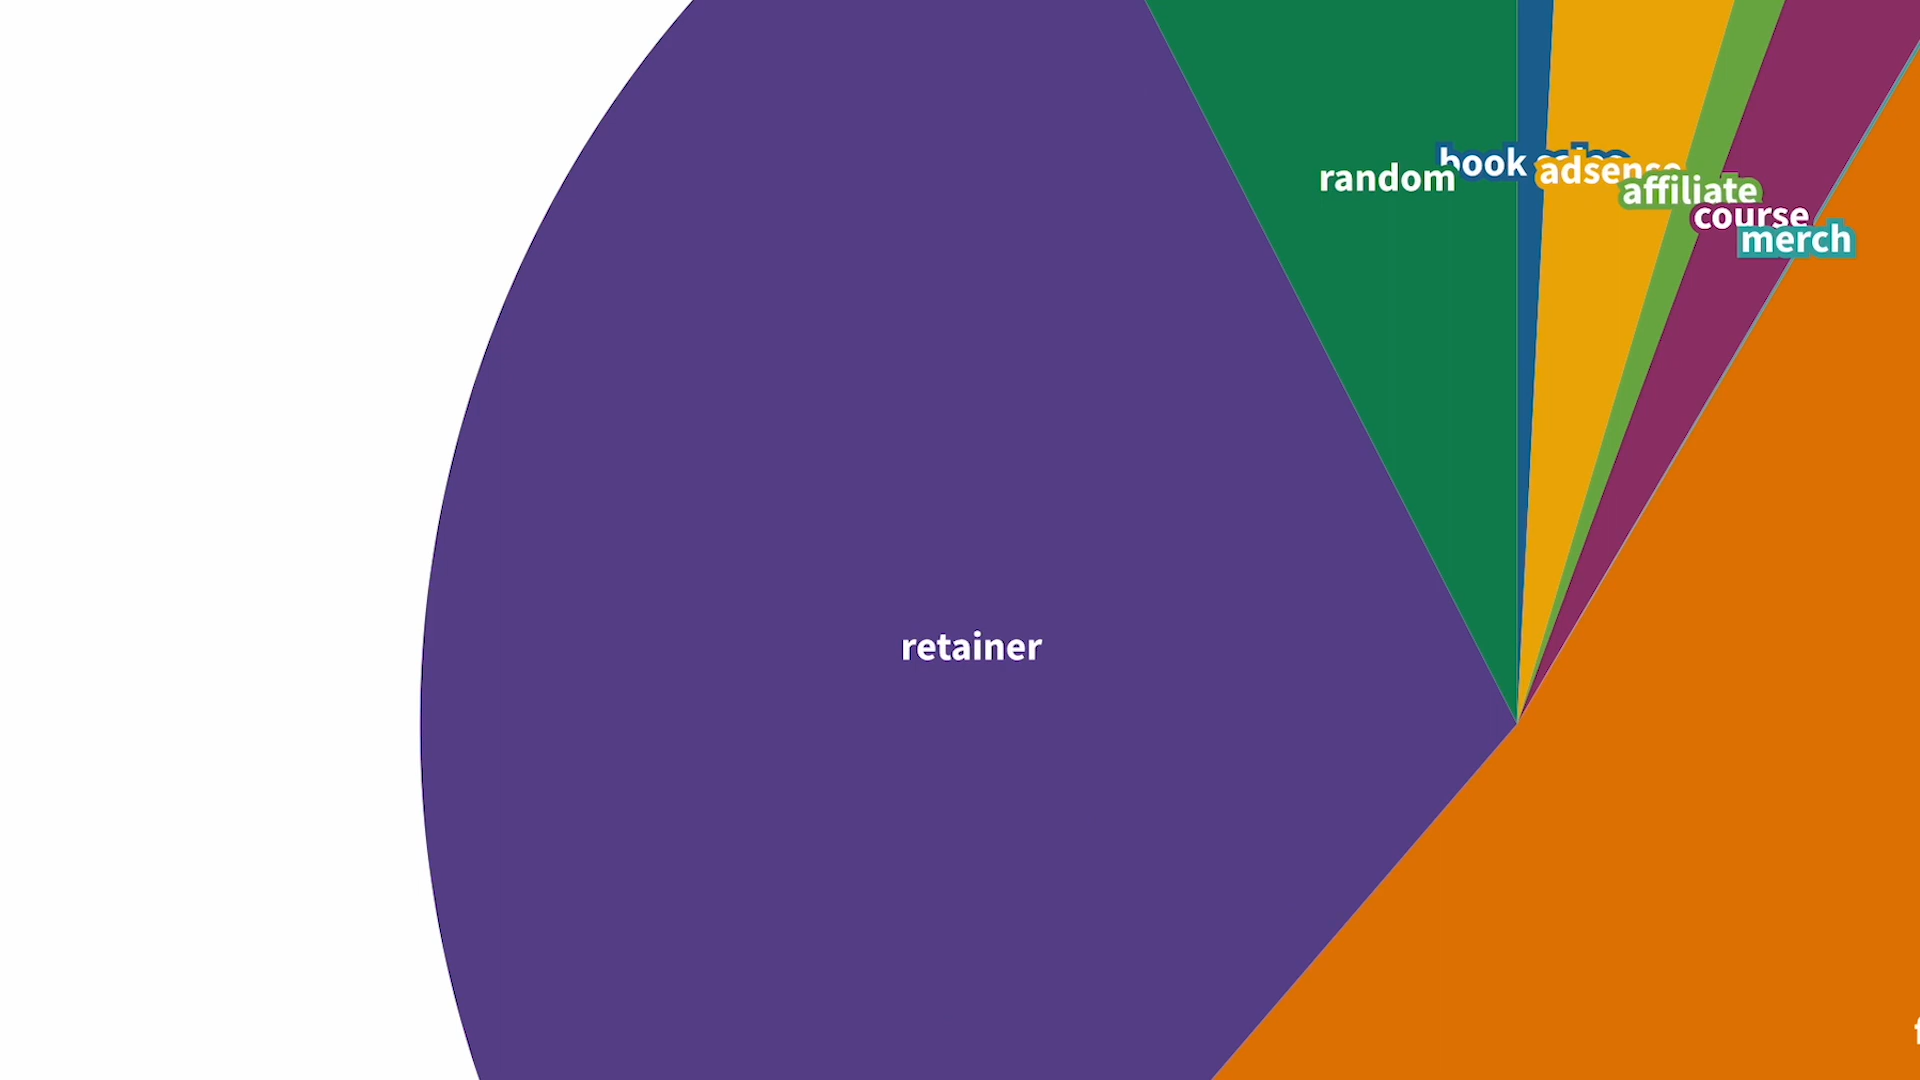 random
book
adsense
affiliate
course
merch
retainer